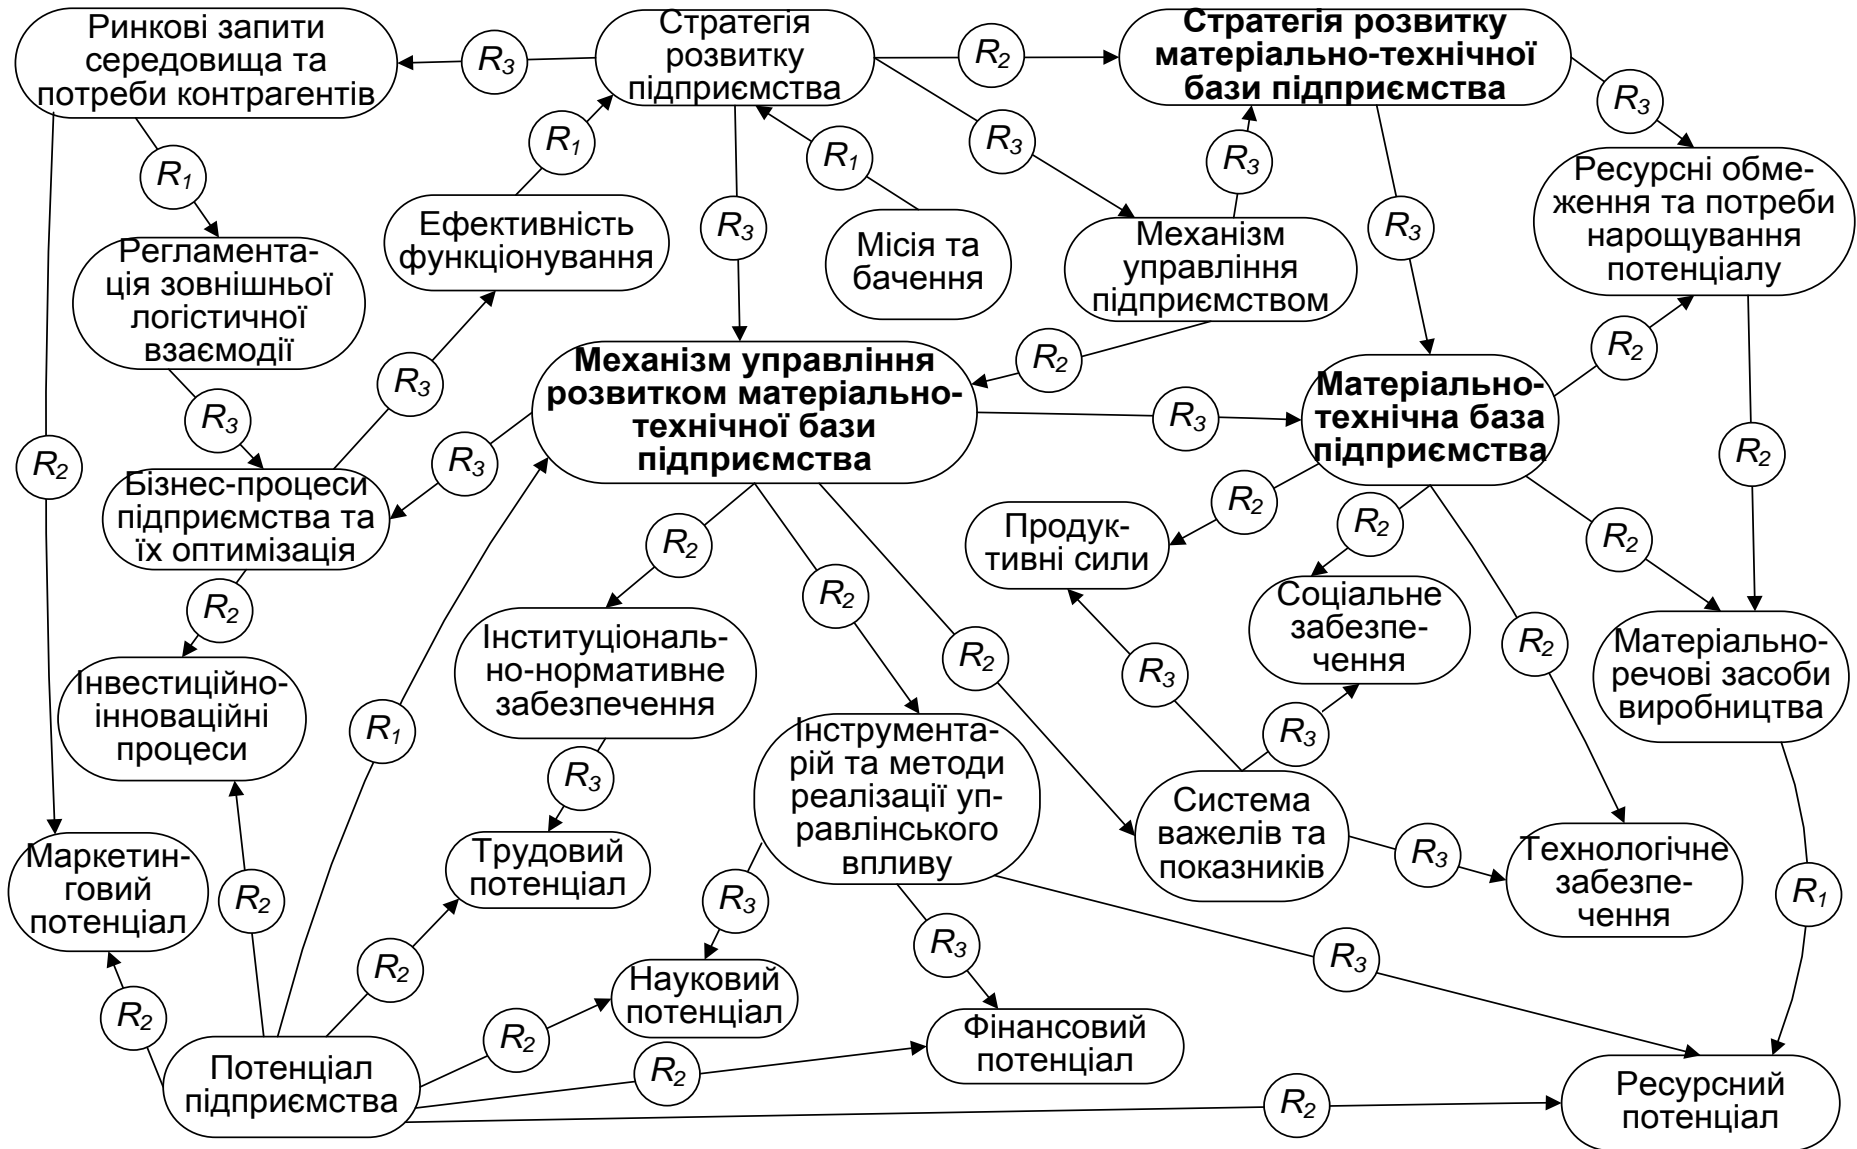 Ринкові запити
середовища та
потреби контрагентів
R3
Стратегія
розвитку
підприємства
R2
Стратегія розвитку
матеріально-технічної
бази підприємства
R3
R1
R1
R1
R3
R3
Ресурсні обме-
ження та потреби
нарощування
потенціалу
Регламента-
ція зовнішньої
логістичної
взаємодії
Ефективність
функціонування
R3
Місія та
бачення
Механізм
управління
підприємством
R3
R3
R3
R2
R2
Механізм управління
розвитком матеріально-
технічної бази
підприємства
R3
Матеріально-
технічна база
підприємства
R2
R3
R2
R2
Бізнес-процеси
підприємства та
їх оптимізація
R2
R2
Продук-
тивні сили
R2
R2
R2
R2
Інституціональ-
но-нормативне
забезпечення
R2
R3
Соціальне
забезпе-
чення
R2
Матеріально-
речові засоби
виробництва
Інвестиційно-
інноваційні
процеси
R1
R3
Інструмента-
рій та методи
реалізації уп-
равлінського
впливу
R3
Система
важелів та
показників
R3
Технологічне
забезпе-
чення
R1
Маркетин-
говий
потенціал
R2
Трудовий
потенціал
R3
R2
R3
R3
R2
Науковий
потенціал
R2
Фінансовий
потенціал
Потенціал
підприємства
R2
R2
Ресурсний
потенціал